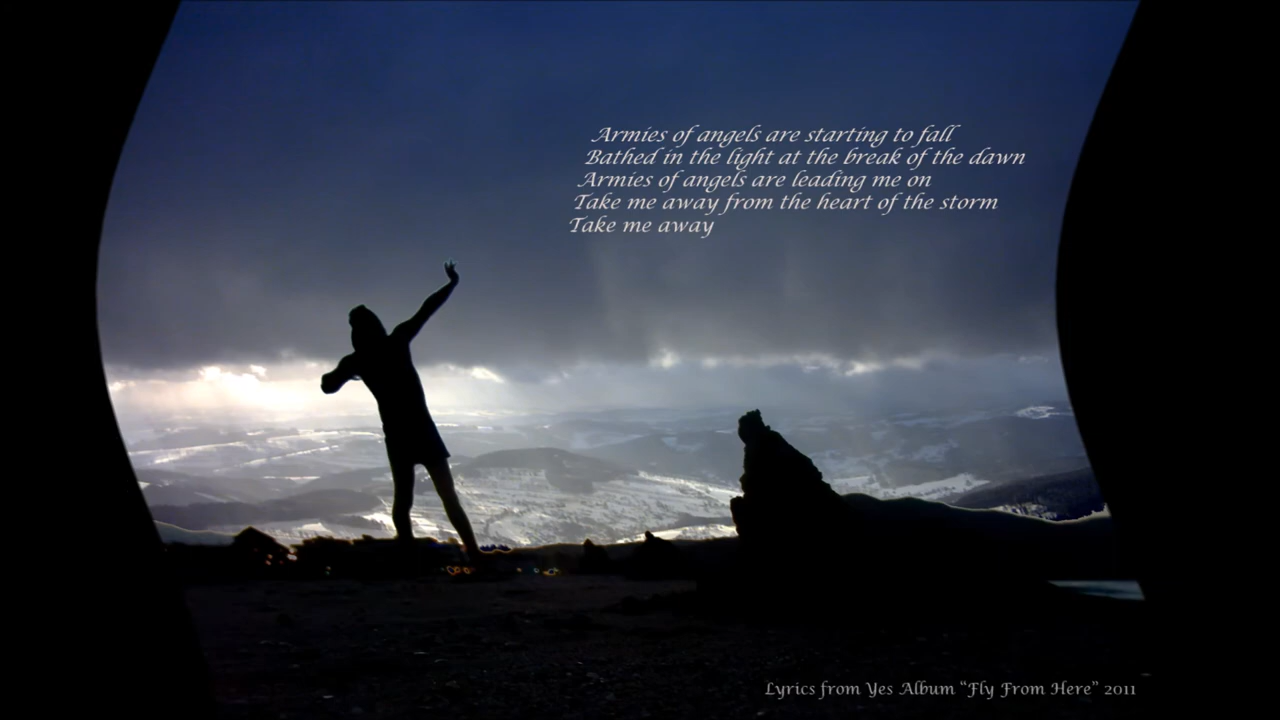 Armies of angels are starting to fall
Bathed in the light at the break of the dawn
Armies of angels are leading me on
Take me away from the heart of the storm
Take me away
Lyrics from Yes Album “Fly From Here” 2011